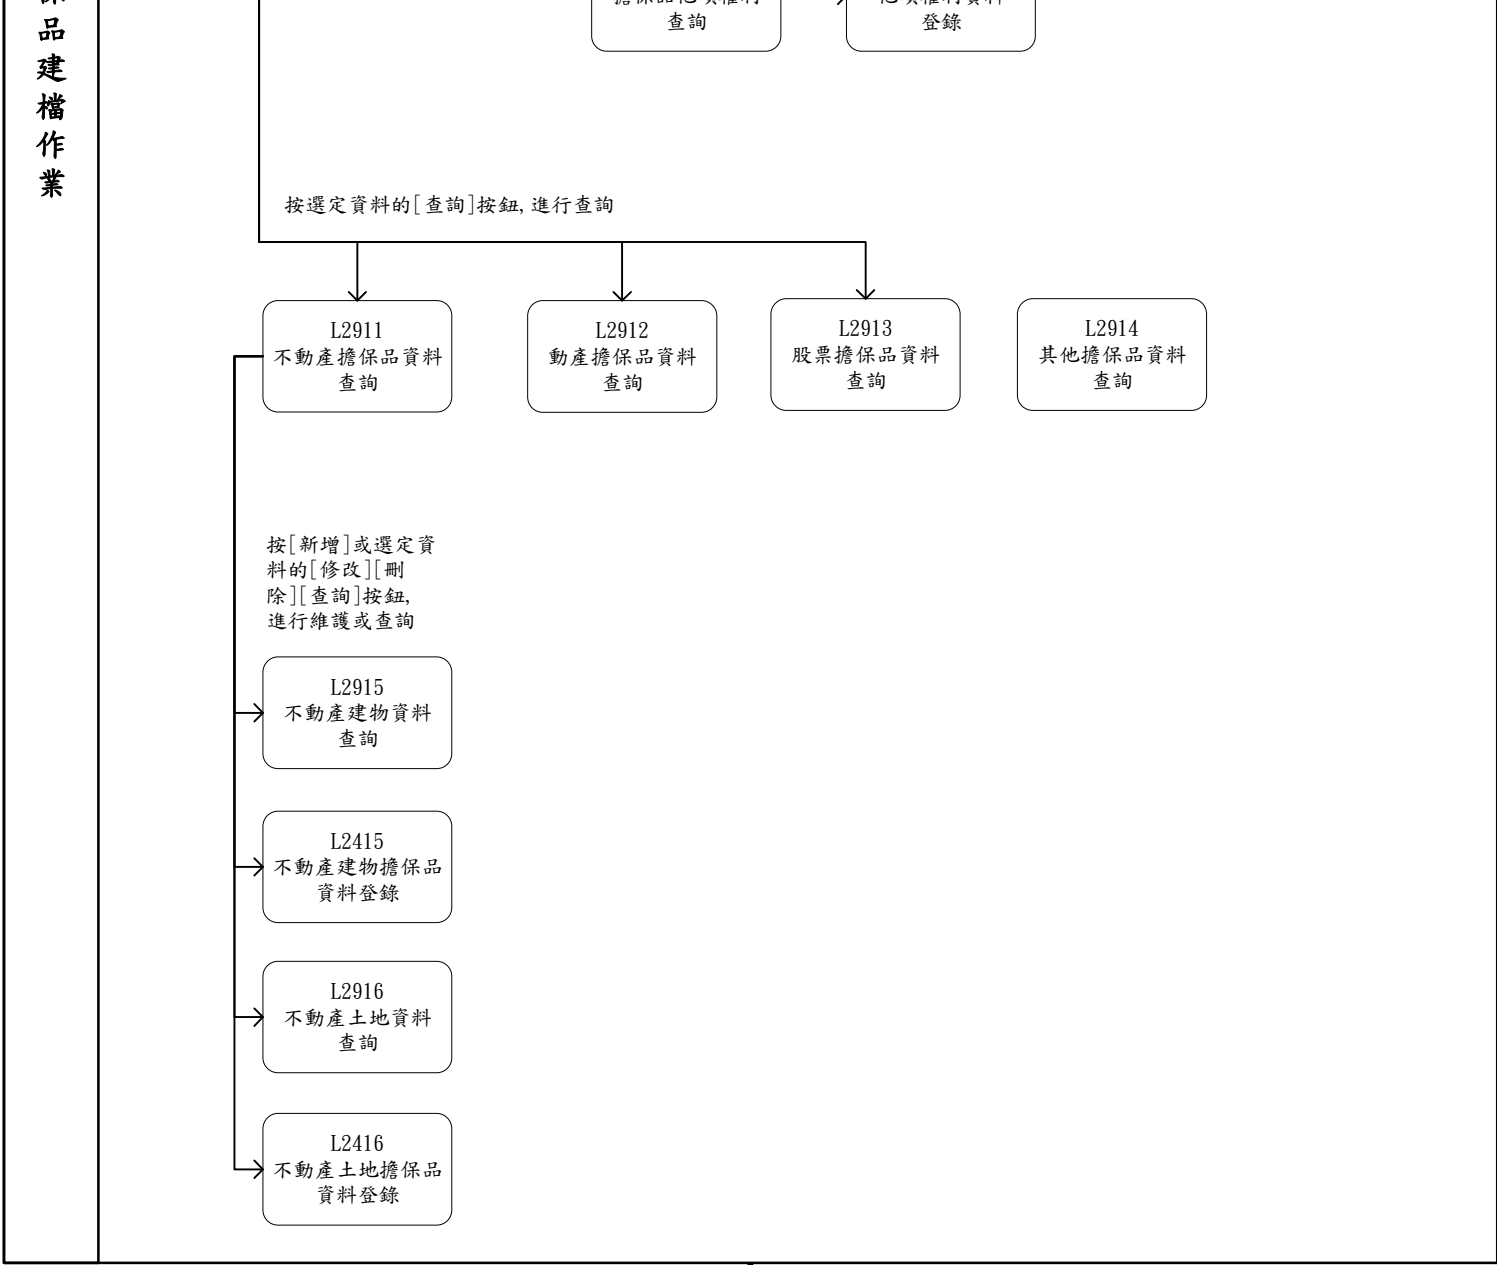 品
建
檔
作
業
查詢
登錄
按選定資料的[查詢]按鈕,進行查詢
L2911
不動產擔保品資料
查詢
L2912
動產擔保品資料
查詢
L2913
股票擔保品資料
查詢
L2914
其他擔保品資料
查詢
按[新增]或選定資
料的[修改][刪
除][查詢]按鈕,
進行維護或查詢
L2915
不動產建物資料
查詢
L2415
不動產建物擔保品
資料登錄
L2916
不動產土地資料
查詢
L2416
不動產土地擔保品
資料登錄